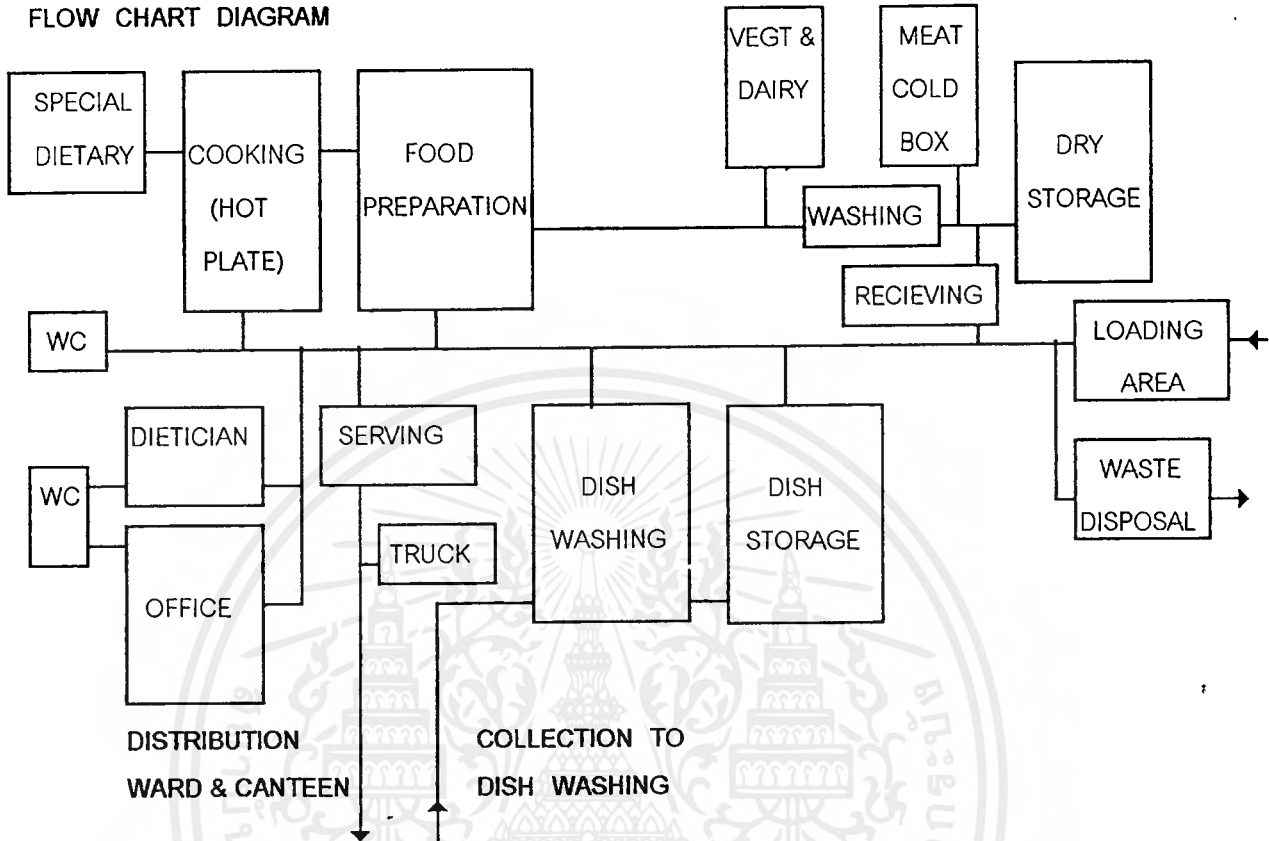 FLOW CHART DIAGRAM
VEGT &
DAIRY
MEAT
COLD
BOX
SPECIAL
DIETARY
COOKING
(HOT
PLATE)
FOOD
PREPARATION
DRY
STORAGE
WASHING
RECIEVING
WC
LOADING
AREA
DIETICIAN
SERVING
WC
DISH
WASHING
DISH
STORAGE
WASTE
DISPOSAL
TRUCK
OFFICE
DISTRIBUTION
WARD & CANTEEN
COLLECTION TO
DISH WASHING